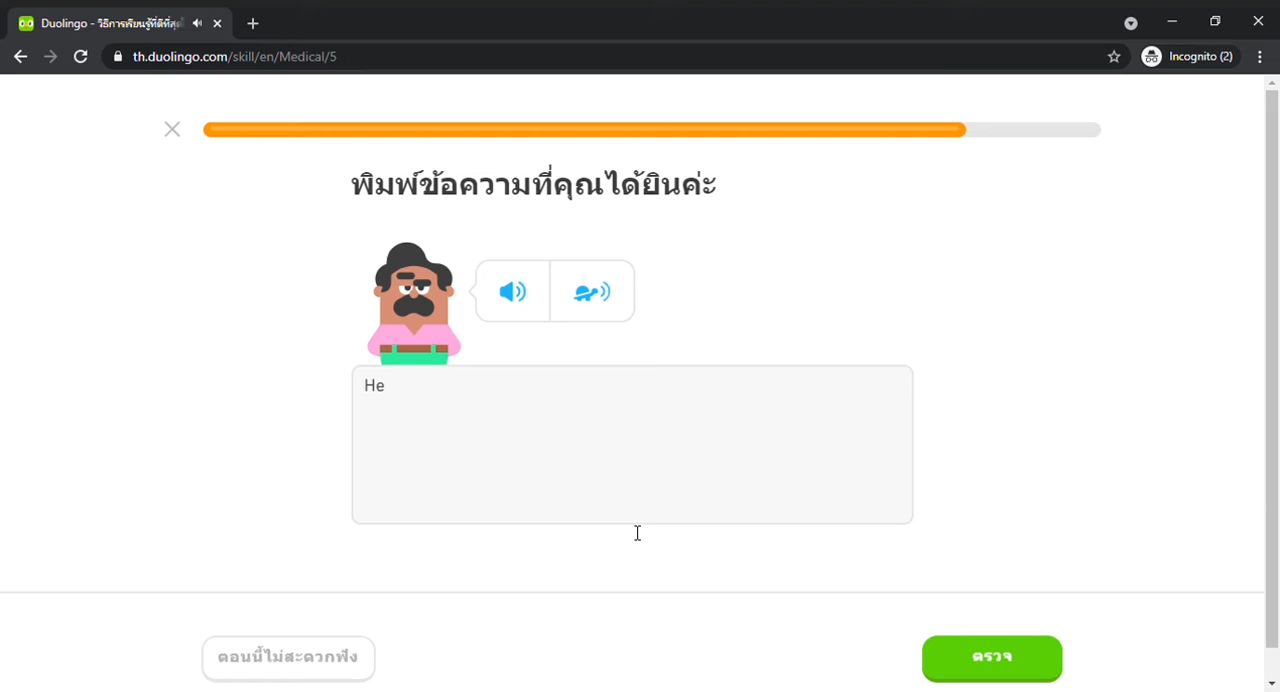 Duolingo - วิธีการเรียนรู้ที่ดีที่สุด
th.duolingo.com/skill/en/Medical/5
Incognito (2)
พิมพ์ข้อความที่คุณได้ยินค่ะ
He
ตอนนี้ไม่สะดวกฟัง
ตรวจ